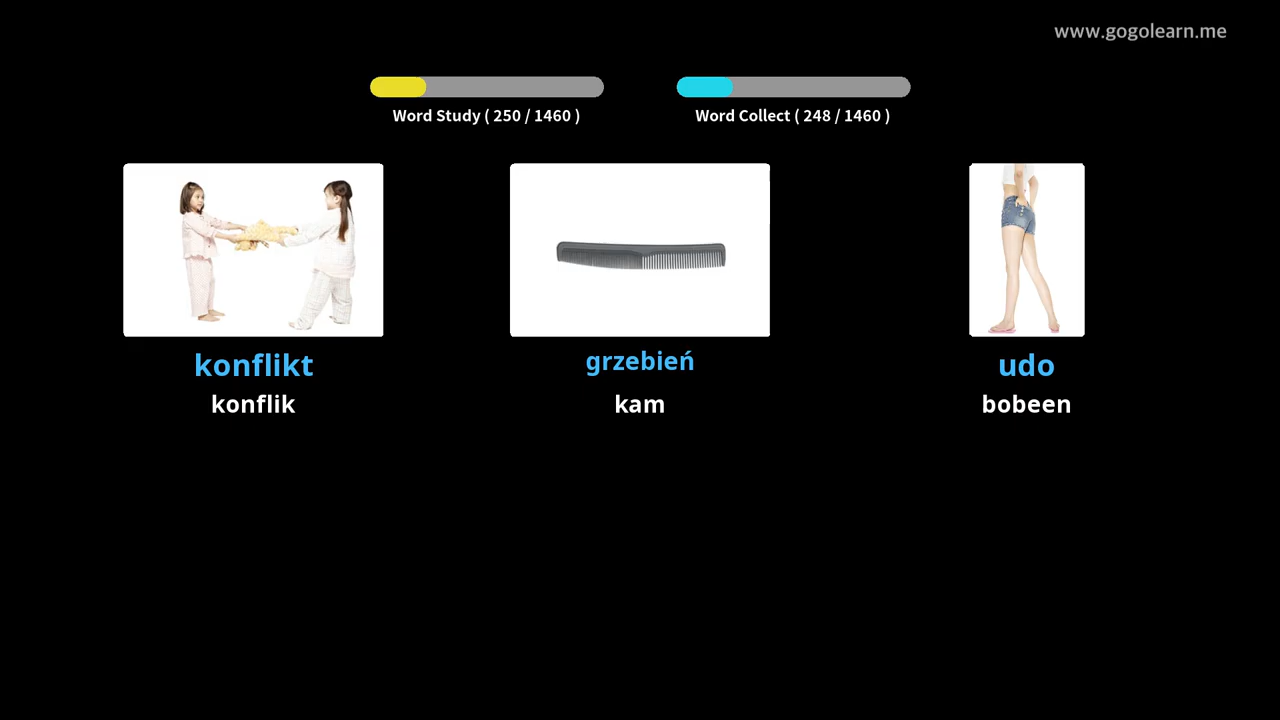 www.gogolearn.me
Word Study ( 250 / 1460 )
Word Collect ( 248 / 1460 )
konflikt
grzebień
udo
konflik
kam
bobeen